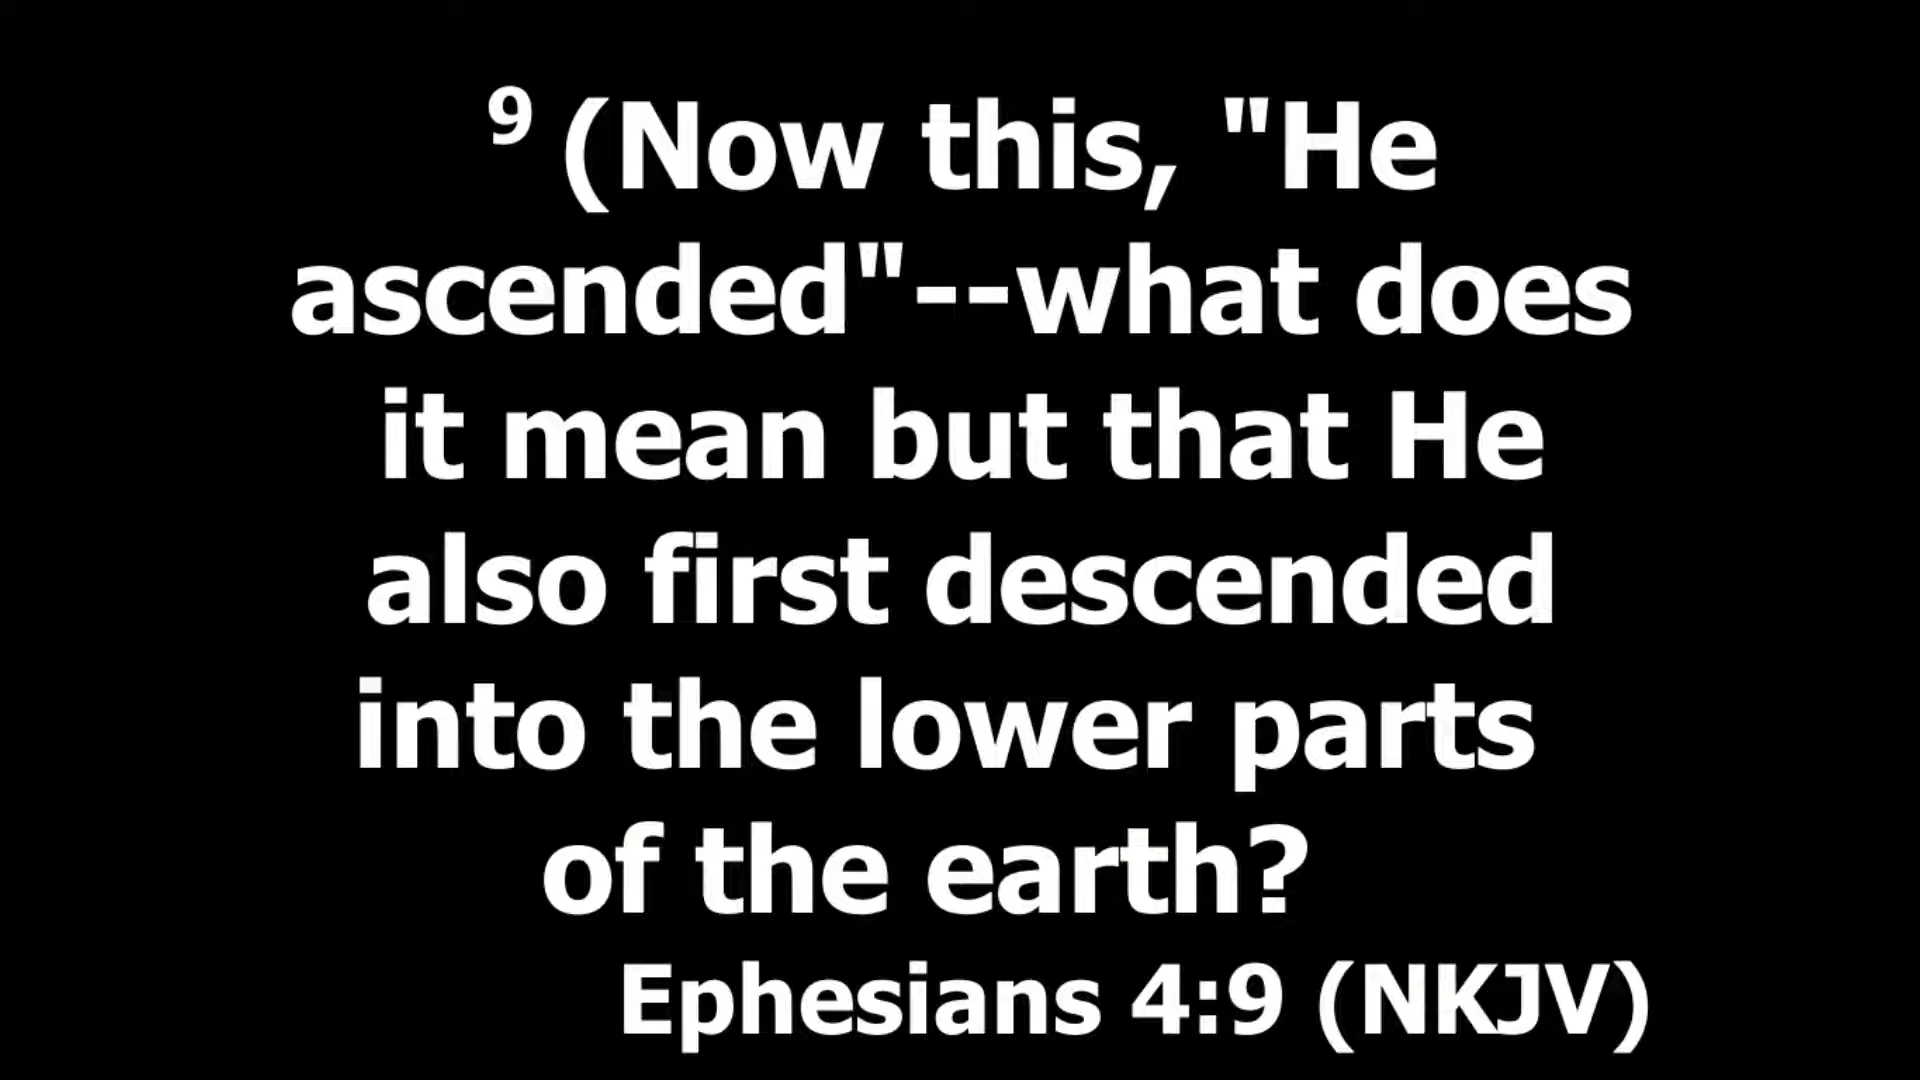 9 (Now this, "He
ascended"--what does
it mean but that He
also first descended
into the lower parts
of the earth?
Ephesians 4:9 (NKJV)